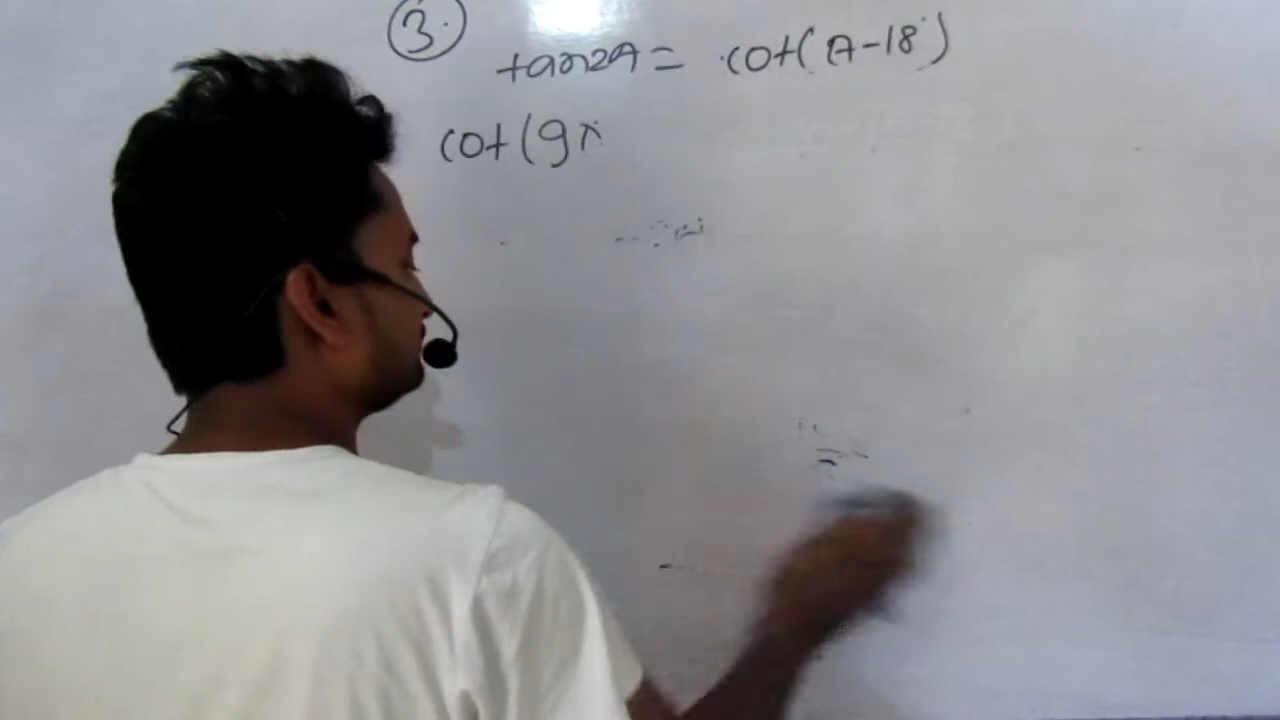 3.
tan2A = cot(A-18°)
cot(9